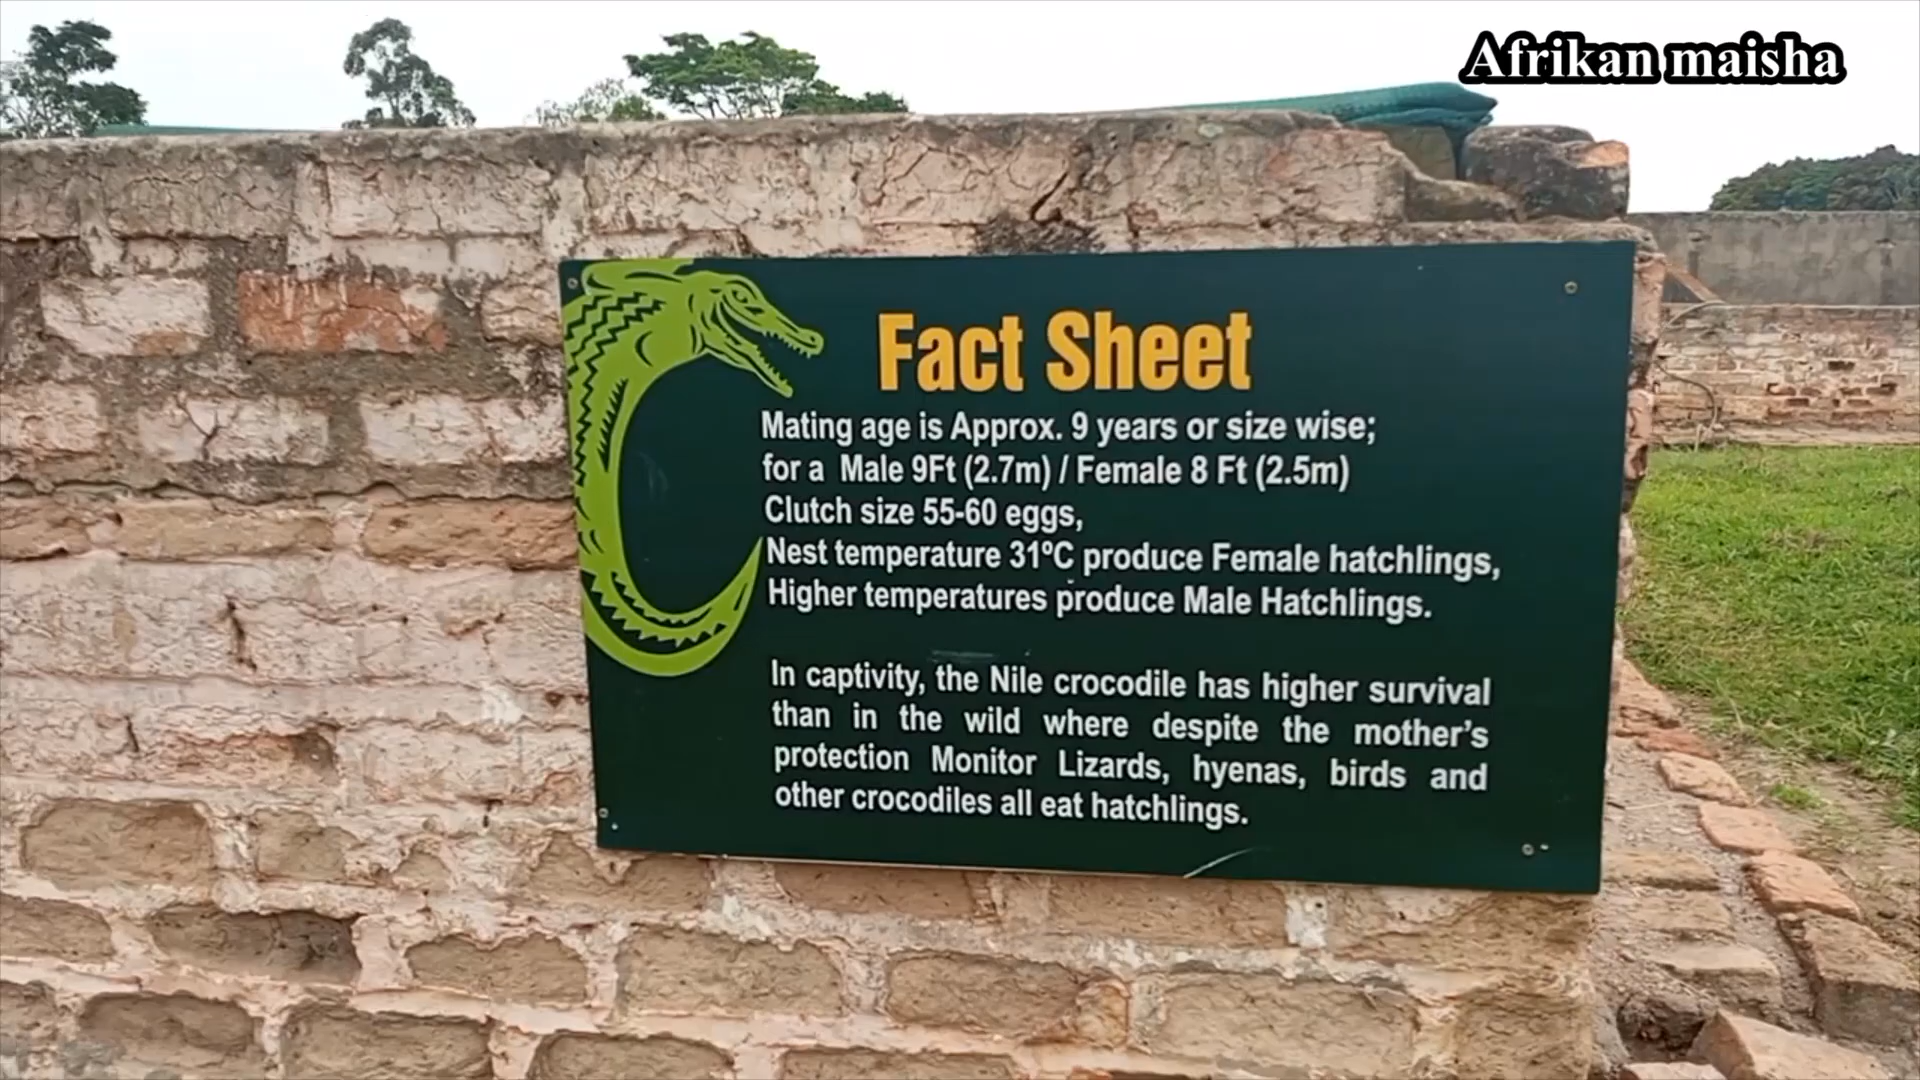 Afrikan maisha
Fact Sheet
Mating age is Approx. 9 years or size wise;
for a Male 9Ft (2.7m) / Female 8 Ft (2.5m)
Clutch size 55-60 eggs,
Nest temperature 31ºC produce Female hatchlings,
Higher temperatures produce Male Hatchlings.
In captivity, the Nile crocodile has higher survival
than in the wild where despite the mother's
protection Monitor Lizards, hyenas, birds and
other crocodiles all eat hatchlings.